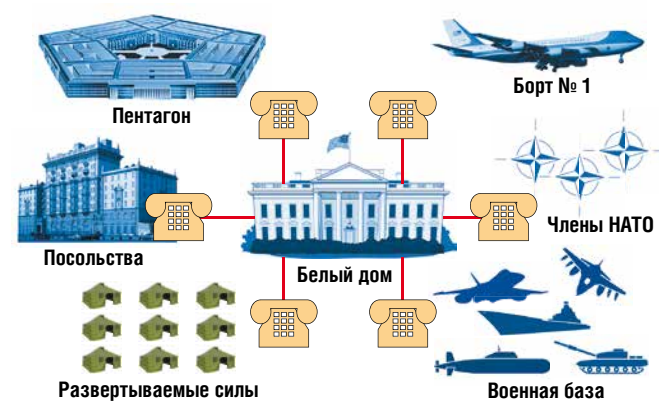 Пентагон
Борт № 1
Посольства
Белый дом
Члены НАТО
Развертываемые силы
Военная база